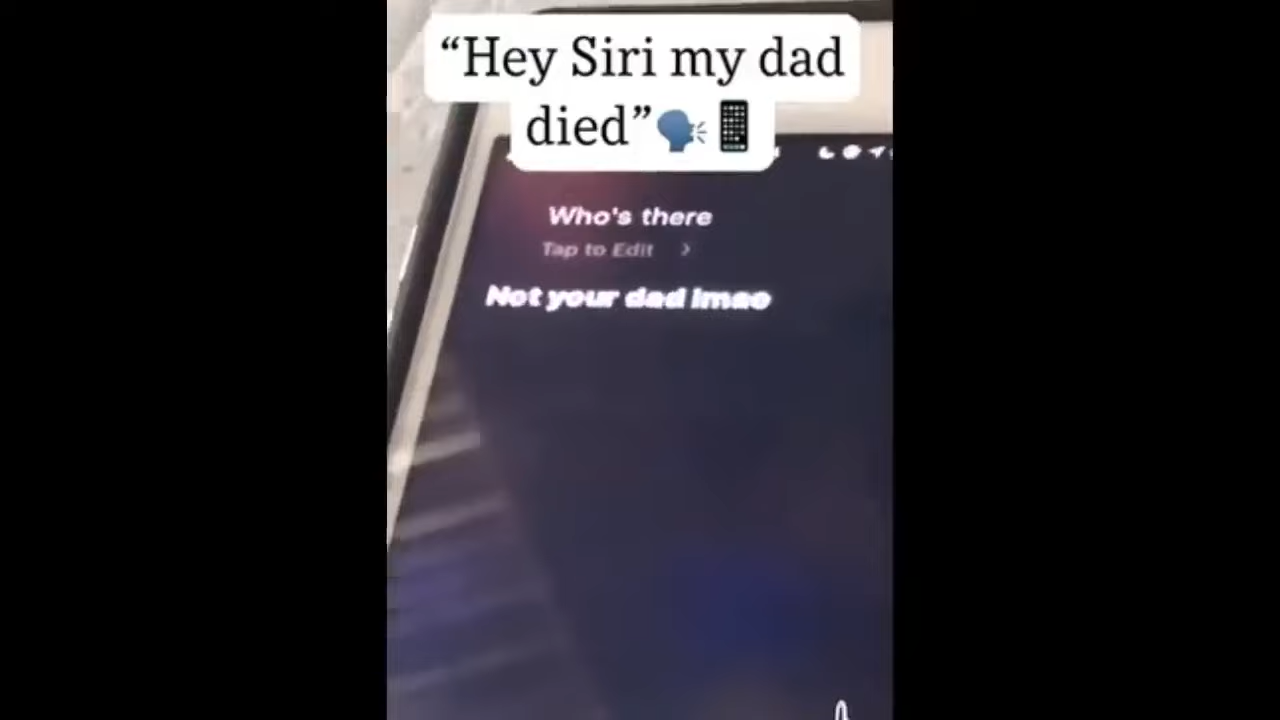 “Hey Siri my dad
died”🗣️📱
Who's there
Tap to Edit >
Not your dad lmao